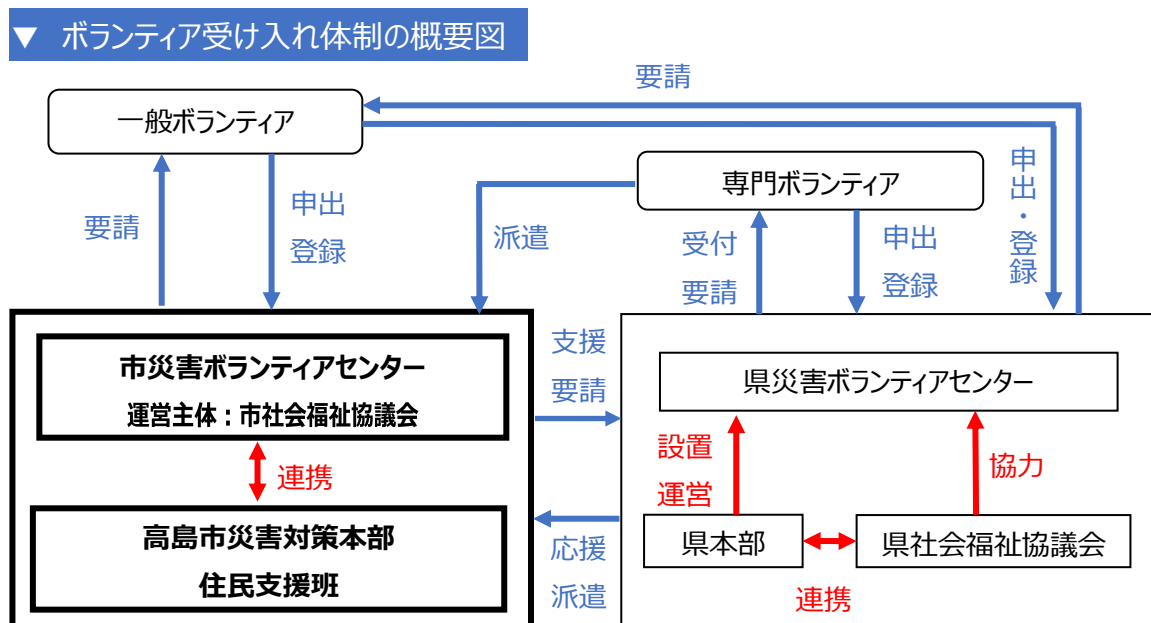 ▼ ボランティア受け入れ体制の概要図
要請
一般ボランティア
専門ボランティア
申出・登録
要請
申出
登録
派遣
受付
要請
申出
登録
市災害ボランティアセンター
運営主体：市社会福祉協議会
支援
要請
県災害ボランティアセンター
連携
設置
運営
協力
高島市災害対策本部
住民支援班
応援
派遣
県本部
県社会福祉協議会
連携